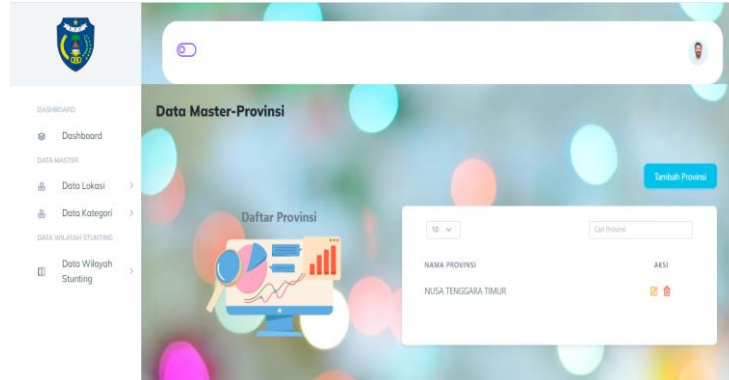 DASHBOARD
Dashboard
DATA MASTER
Data Lokasi
Data Kategori
DATA WILAYAH STUNTING
Data Wilayah
Stunting
Data Master-Provinsi
Tambah Provinsi
Daftar Provinsi
10
Cari Provinsi
NAMA PROVINSI
AKSI
NUSA TENGGARA TIMUR